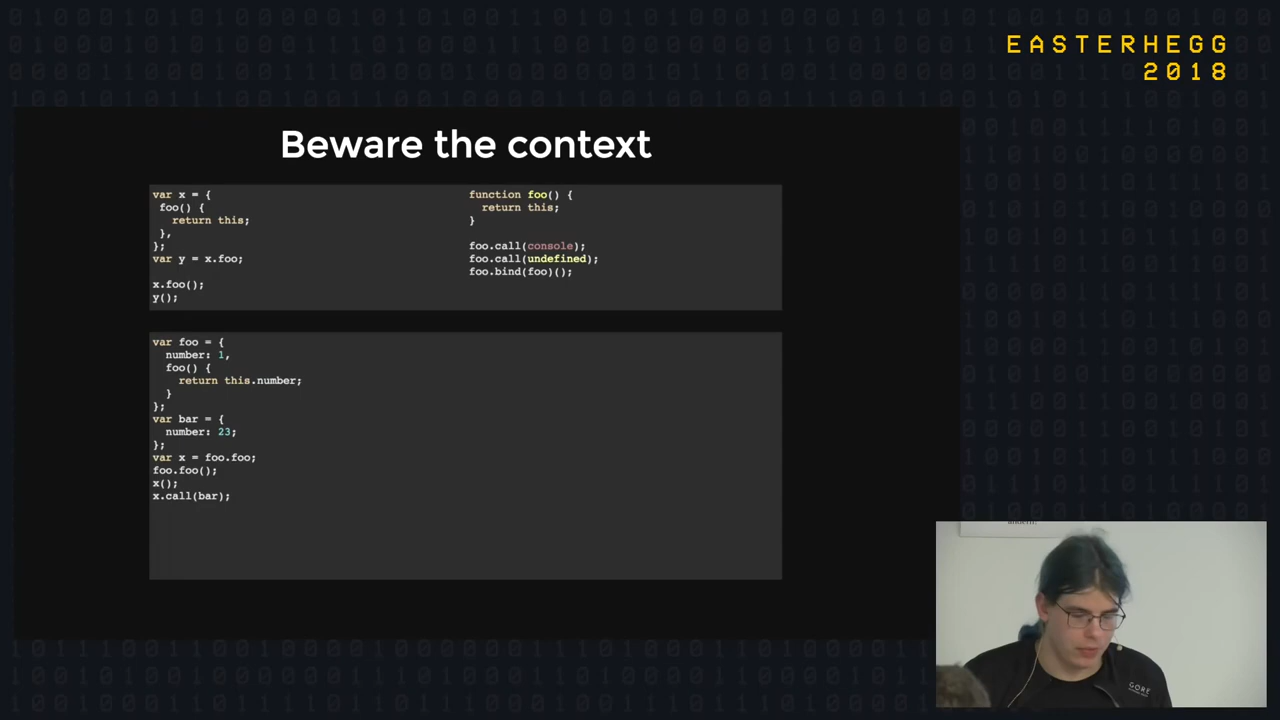 EASTERHEGG
2018
Beware the context
var x = {
foo() {
return this;
},
};
var y = x.foo;
x.foo();
y();
function foo() {
return this;
}
foo.call(console);
foo.call(undefined);
foo.bind(foo)();
var foo = {
number: 1,
foo() {
return this.number;
}
};
var bar = {
number: 23;
};
var x = foo.foo;
foo.foo();
x();
x.call(bar);
GORE